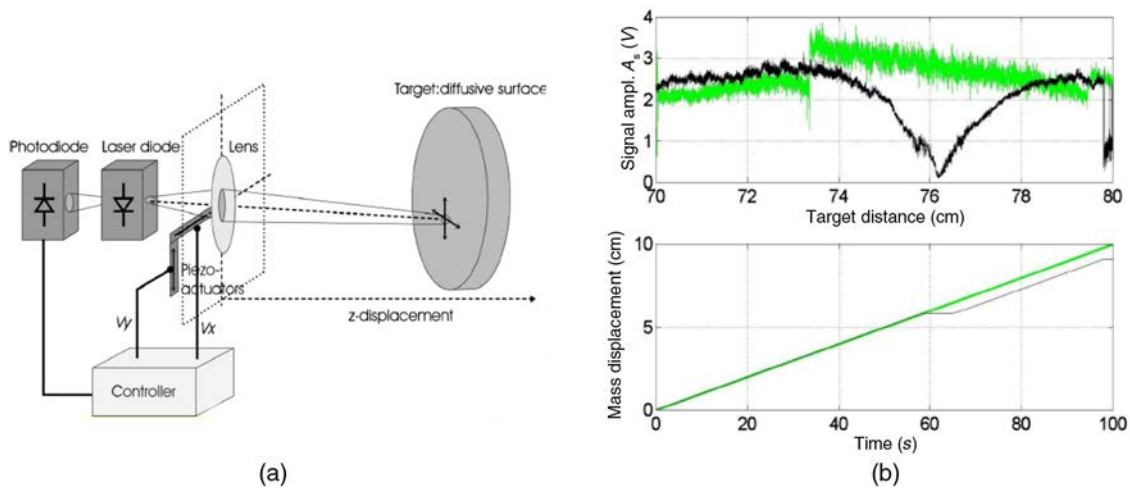 Photodiode
Laser diode
Lens
Target:diffusive surface
Piezo-
actuators
Vy
Vx
z-displacement
Controller
(a)
Signal ampl. As (V)
4
3
2
1
0
70 72 74 76 78 80
Target distance (cm)
Mass displacement (cm)
10
5
0
0 20 40 60 80 100
Time (s)
(b)